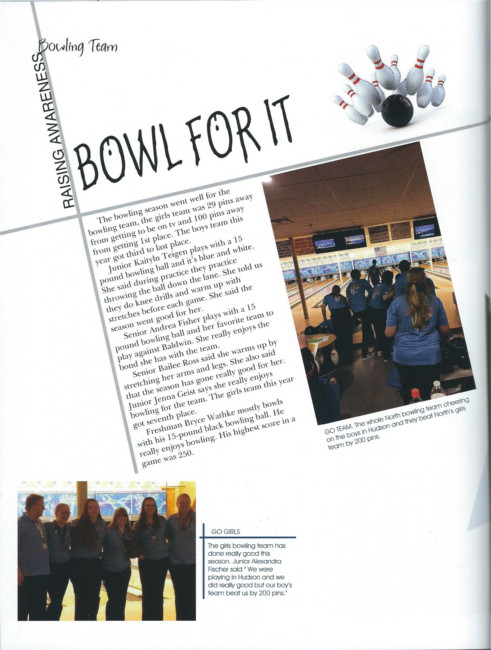 Bowling Team
RAISING AWARENESS
BOWL FOR IT
The bowling season went well for the
bowling team, the girls team was 29 pins away
from getting to be on tv and 100 pins away
from getting 1st place. The boys team this
year got third to last place.
Junior Kaityln Teigen plays with a 15
pound bowling ball and it's blue and white.
She said during practice they practice
throwing the ball down the lane. She told us
they do knee drills and warm up with
stretches before each game. She said the
season went good for her.
Senior Andrea Fisher plays with a 15
pound bowling ball and her favorite team to
play against Baldwin. She really enjoys the
bond she has with the team.
Senior Bailee Ross said she warms up by
stretching her arms and legs. She also said
that the season has gone really good for her.
Junior Jenna Geist says she really enjoys
bowling for the team. The girls team this year
got seventh place.
Freshman Bryce Wathke mostly bowls
with his 15-pound black bowling ball. He
really enjoys bowling. His highest score in a
game was 250.
GO TEAM. The whole North bowling team cheering
on the boys in Hudson and they beat North's girls
team by 200 pins.
GO GIRLS
The girls bowling team has
done really good this
season. Junior Alexandra
Fischer said " We were
playing in Hudson and we
did really good but our boy's
team beat us by 200 pins."